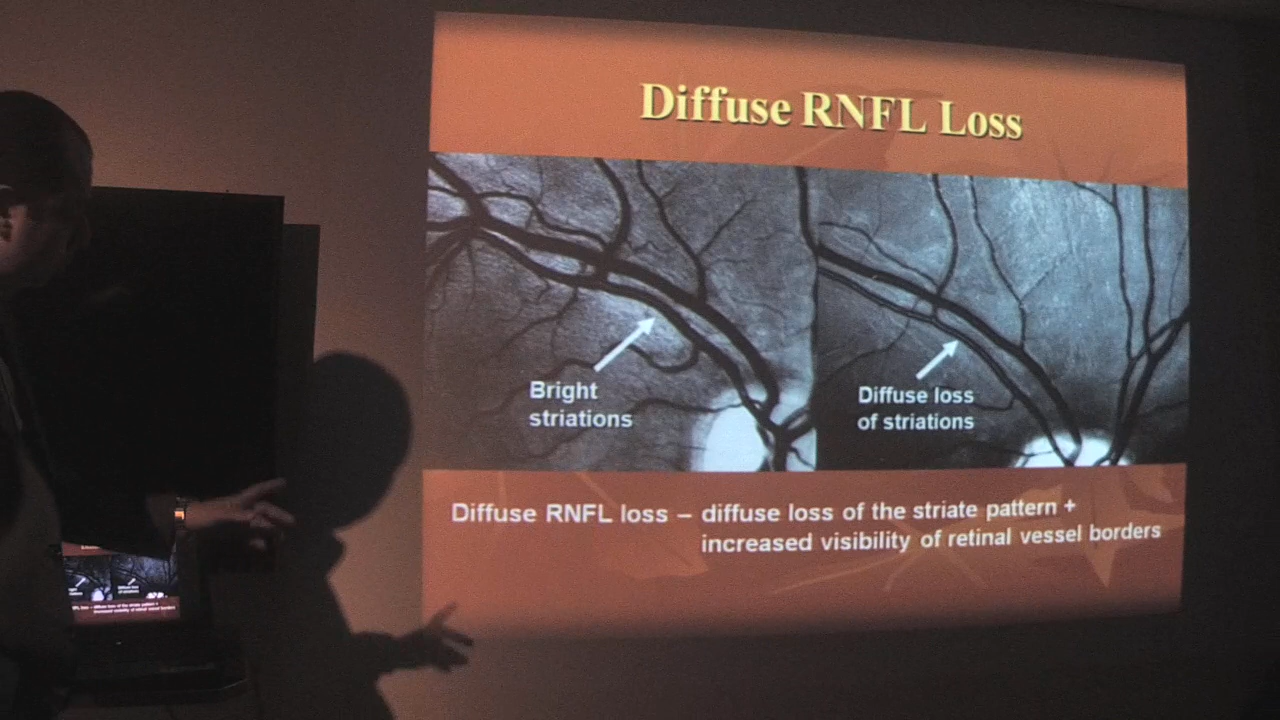 Diffuse RNFL Loss
Bright
striations
Diffuse loss
of striations
Diffuse RNFL loss – diffuse loss of the striate pattern +
increased visibility of retinal vessel borders